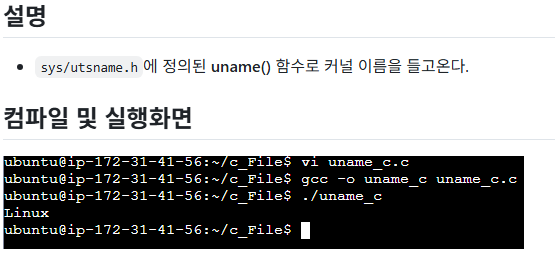 설명
sys/utsname.h에 정의된 uname() 함수로 커널 이름을 들고온다.
컴파일 및 실행화면
ubuntu@ip-172-31-41-56:~/c_File$ vi uname_c.c
ubuntu@ip-172-31-41-56:~/c_File$ gcc -o uname_c uname_c.c
ubuntu@ip-172-31-41-56:~/c_File$ ./uname_c
Linux
ubuntu@ip-172-31-41-56:~/c_File$